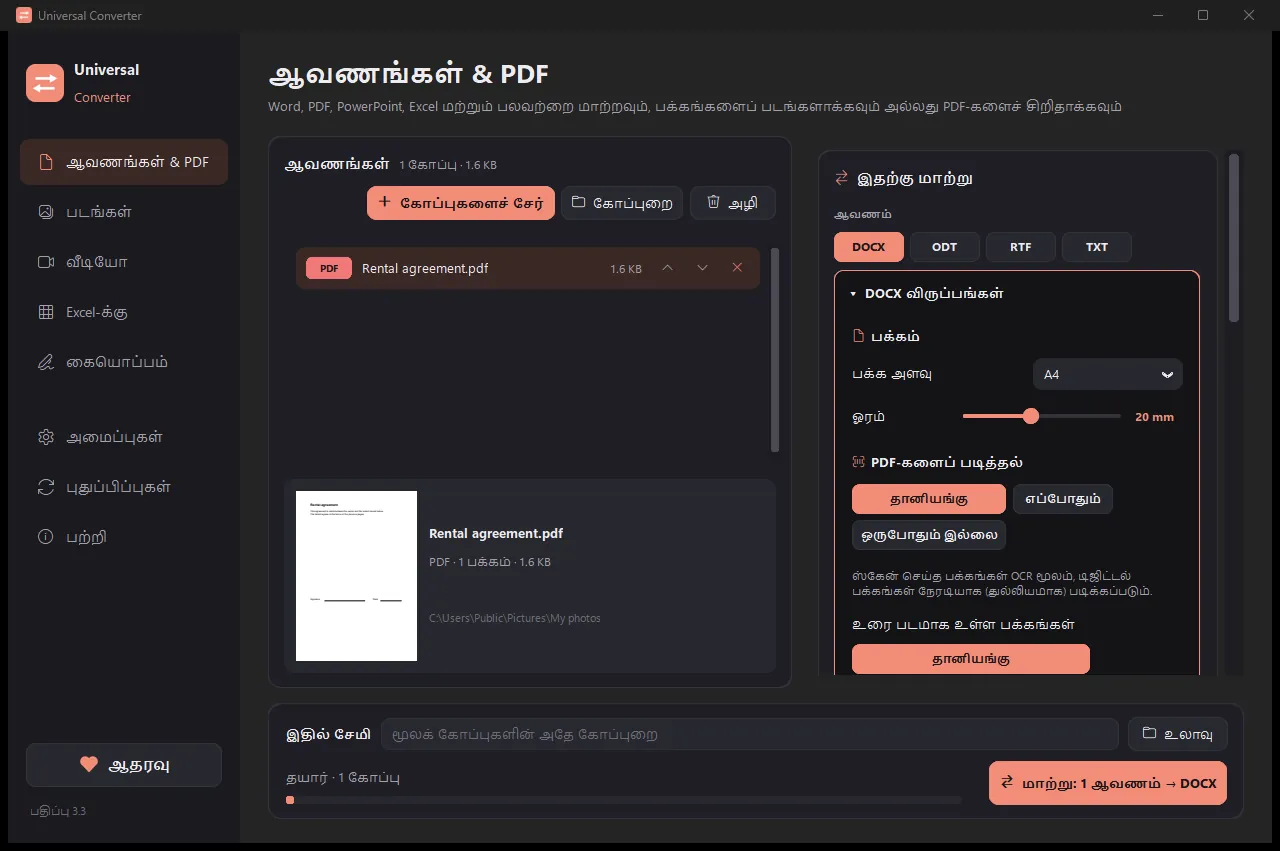 Universal Converter
Universal
Converter
ஆவணங்கள் & PDF
படங்கள்
வீடியோ
Excel-க்கு
கையொப்பம்
அமைப்புகள்
புதுப்பிப்புகள்
பற்றி
ஆதரவு
பதிப்பு 3.3
ஆவணங்கள் & PDF
Word, PDF, PowerPoint, Excel மற்றும் பலவற்றை மாற்றவும், பக்கங்களைப் படங்களாக்கவும் அல்லது PDF-களைச் சிறிதாக்கவும்
ஆவணங்கள் 1 கோப்பு · 1.6 KB
கோப்புகளைச் சேர் கோப்புறை அழி
PDF Rental agreement.pdf 1.6 KB
Rental agreement
Rental agreement.pdf
PDF · 1 பக்கம் · 1.6 KB
C:\Users\Public\Pictures\My photos
இதற்கு மாற்று
ஆவணம்
DOCX ODT RTF TXT
DOCX விருப்பங்கள்
பக்கம்
பக்க அளவு A4
ஓரம் 20 mm
PDF-களைப் படித்தல்
தானியங்கு எப்போதும்
ஒருபோதும் இல்லை
ஸ்கேன் செய்த பக்கங்கள் OCR மூலம், டிஜிட்டல்
பக்கங்கள் நேரடியாக (துல்லியமாக) படிக்கப்படும்.
உரை படமாக உள்ள பக்கங்கள்
தானியங்கு
இதில் சேமி மூலக் கோப்புகளின் அதே கோப்புறை உலாவு
தயார் · 1 கோப்பு
மாற்று: 1 ஆவணம் → DOCX